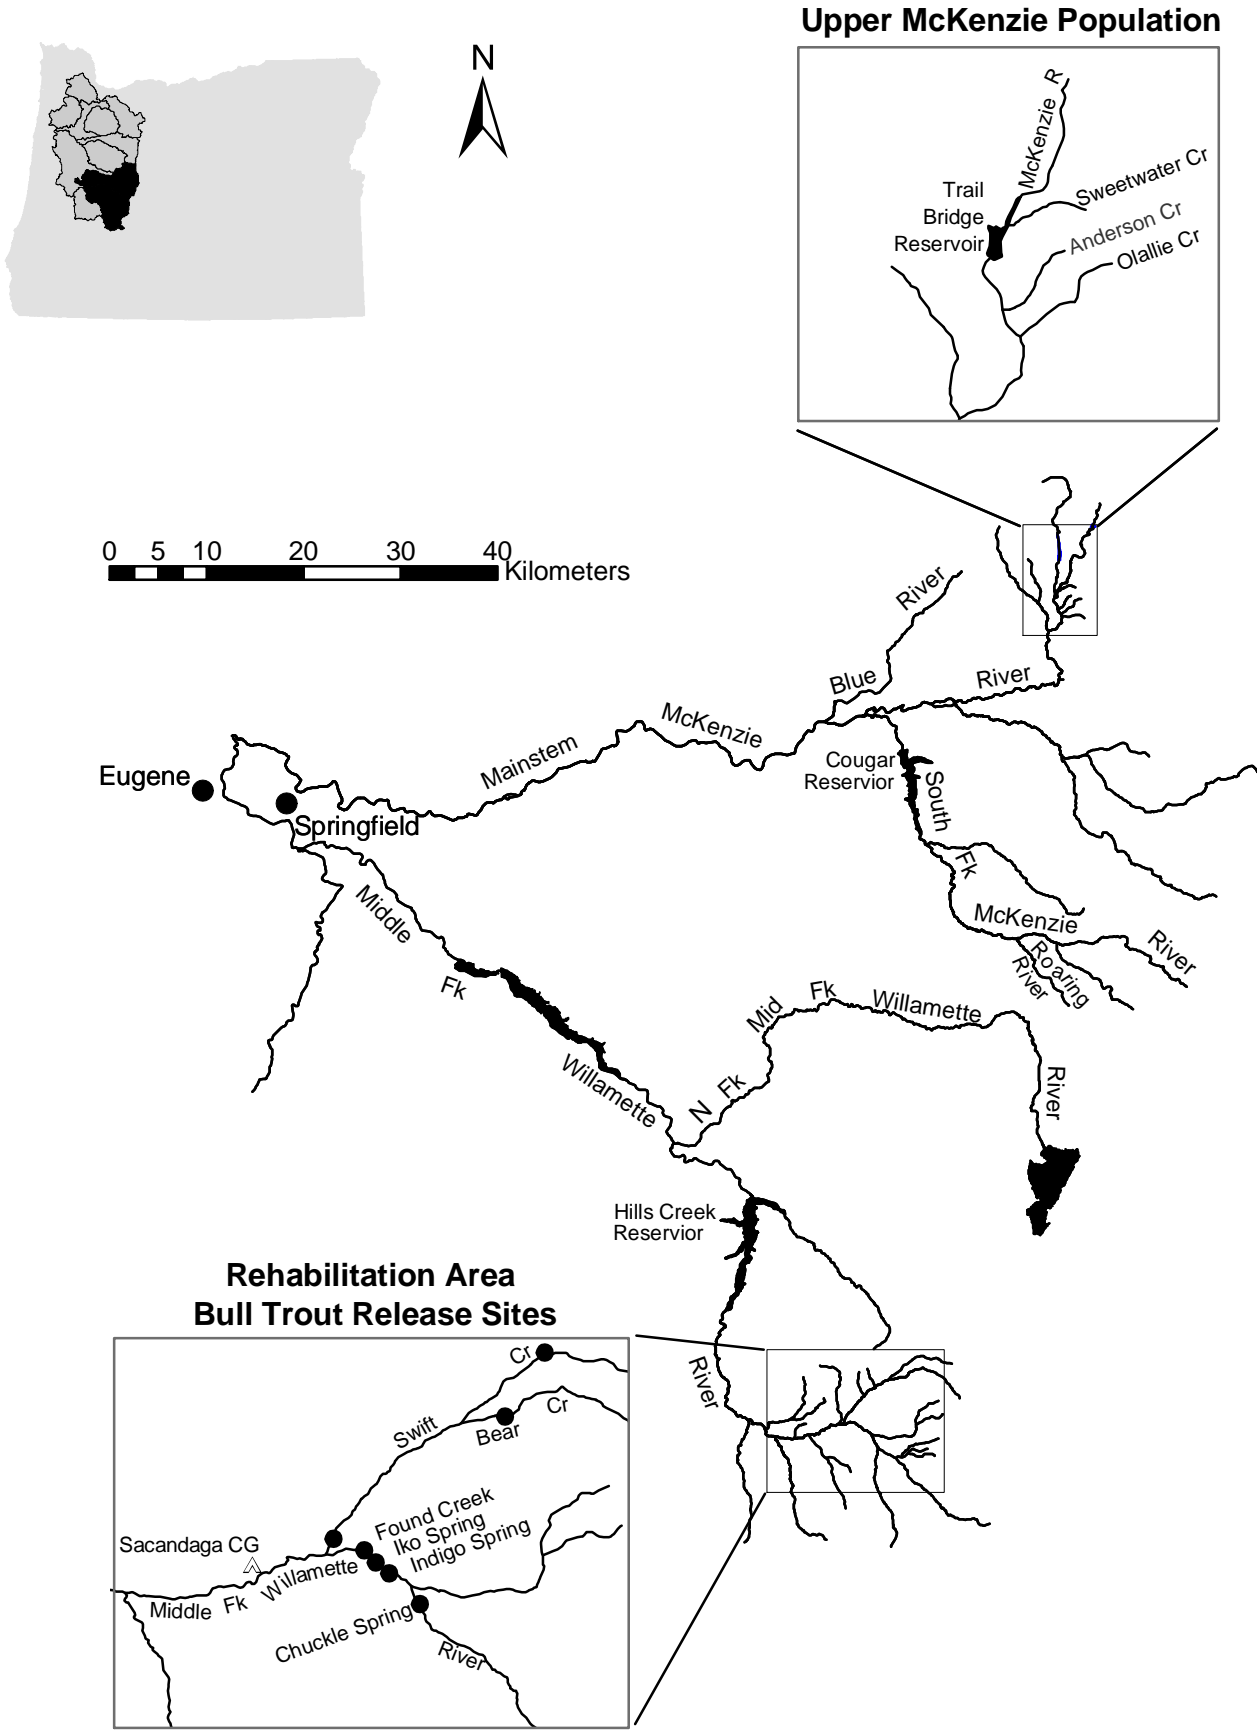 Upper McKenzie Population
N
McKenzie R
Sweetwater Cr
Trail
Bridge
Reservoir
Anderson Cr
Olallie Cr
0 5 10 20 30 40
Kilometers
Blue River
River
Mainstem McKenzie
Cougar
Reservior
South Fk
McKenzie
River
Roaring
River
Eugene
Springfield
Middle
Fk
Willamette
N Fk Mid Fk Willamette
River
Hills Creek
Reservior
River
Rehabilitation Area
Bull Trout Release Sites
Cr
Swift
Cr
Bear
Found Creek
Iko Spring
Indigo Spring
Sacandaga CG
Middle Fk Willamette
Chuckle Spring
River